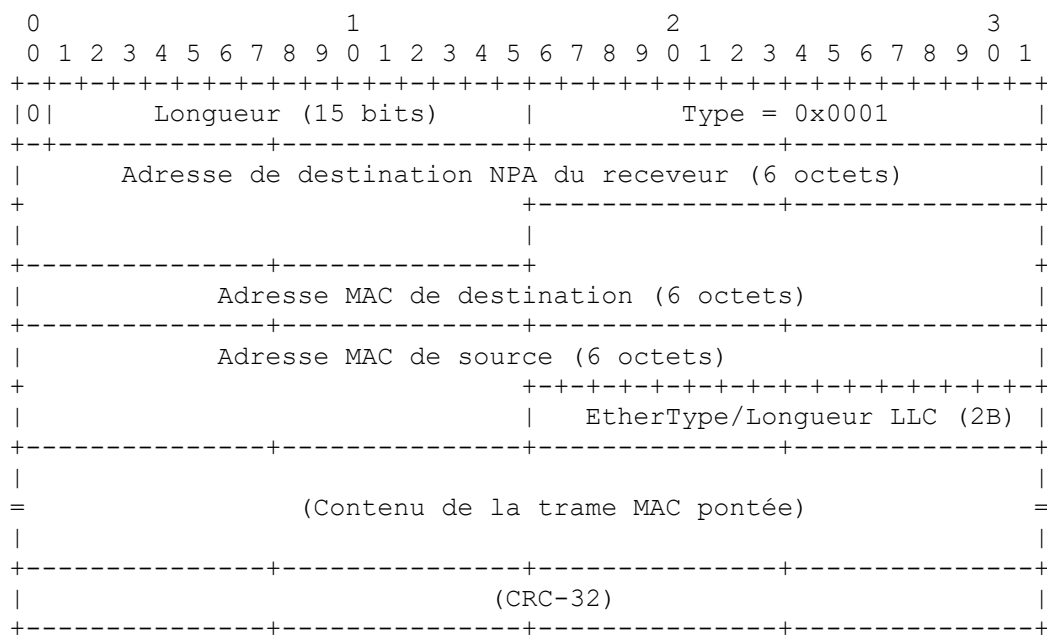 0                   1                   2                   3
0 1 2 3 4 5 6 7 8 9 0 1 2 3 4 5 6 7 8 9 0 1 2 3 4 5 6 7 8 9 0 1
+-+-+-+-+-+-+-+-+-+-+-+-+-+-+-+-+-+-+-+-+-+-+-+-+-+-+-+-+-+-+-+-+
|0|      Longueur (15 bits)     |         Type = 0x0001         |
+-+-------------+---------------+---------------+---------------+
|      Adresse de destination NPA du receveur (6 octets)        |
+                               +---------------+---------------+
|                               |                               |
+---------------+---------------+                               +
|            Adresse MAC de destination (6 octets)              |
+---------------+---------------+---------------+---------------+
|            Adresse MAC de source (6 octets)                   |
+                               +-+-+-+-+-+-+-+-+-+-+-+-+-+-+-+-+
|                               |   EtherType/Longueur LLC (2B) |
+---------------+---------------+---------------+---------------+
|                                                               |
=                 (Contenu de la trame MAC pontée)              =
|                                                               |
+---------------+---------------+---------------+---------------+
|                             (CRC-32)                          |
+---------------+---------------+---------------+---------------+